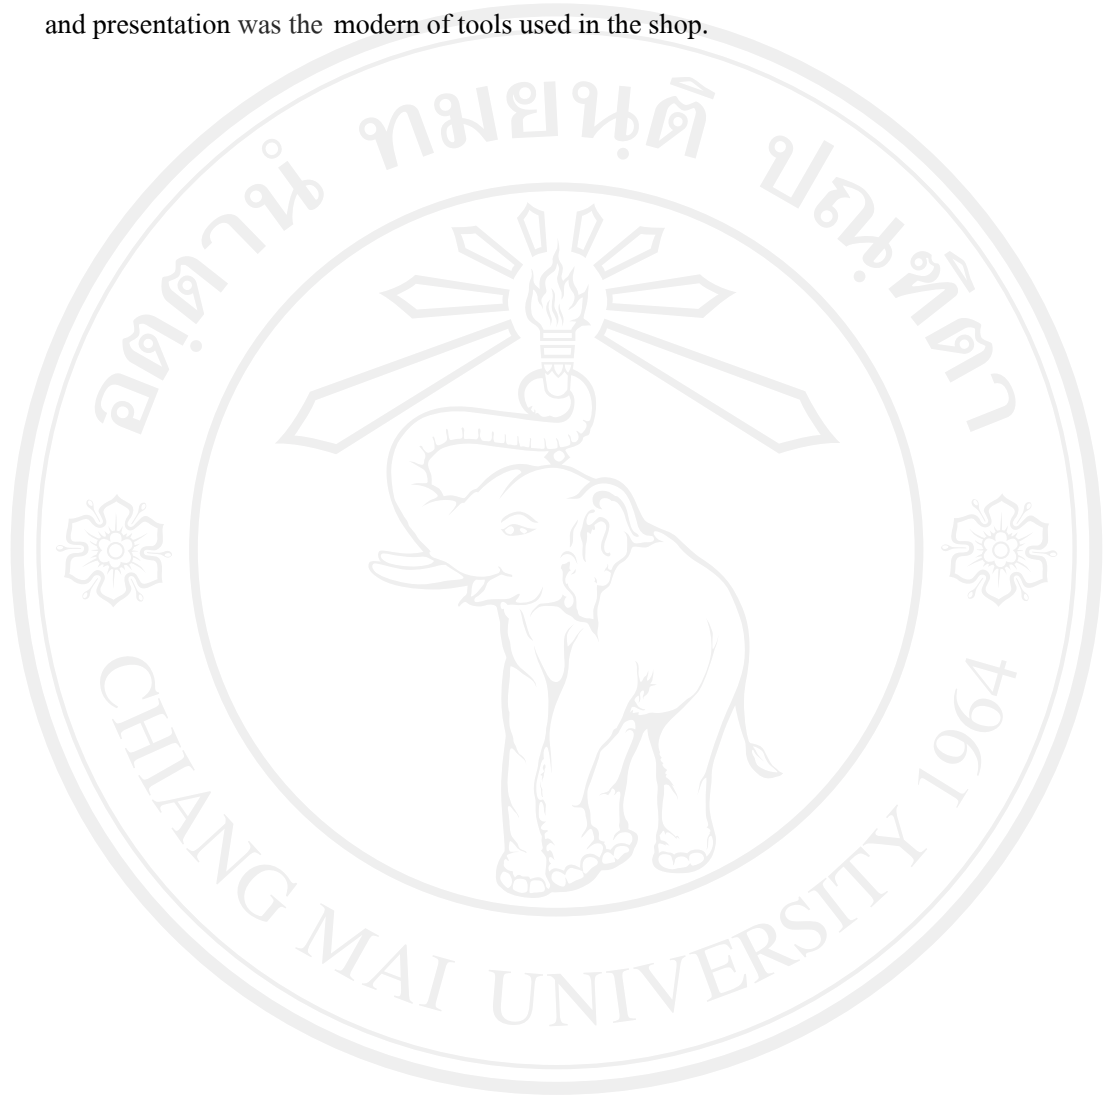 and presentation was the modern of tools used in the shop.
อตฺตานํ ทมยนฺติ ปณฺฑิตา
CHIANG MAI UNIVERSITY 1964